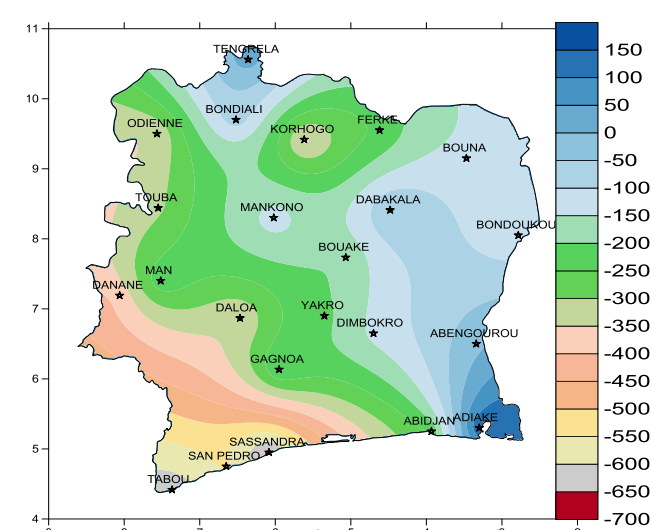 11
10
9
8
7
6
5
4
TENGRELA
BONDIALI
ODIENNE
KORHOGO
FERKE
BOUNA
TOUBA
MANKONO
DABAKALA
BONDOUKOU
BOUAKE
MAN
DANANE
DALOA
YAKRO
DIMBOKRO
ABENGOUROU
GAGNOA
ABIDJAN
ADIAKE
SASSANDRA
SAN PEDRO
TABOU
150
100
50
0
-50
-100
-150
-200
-250
-300
-350
-400
-450
-500
-550
-600
-650
-700